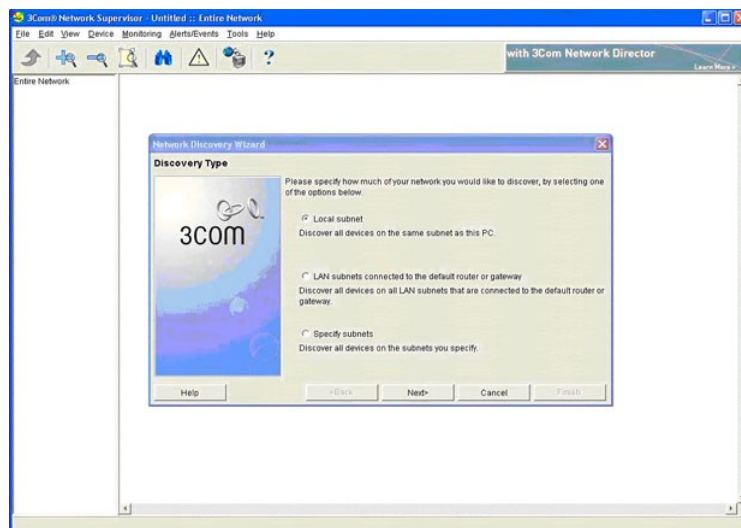 3Com® Network Supervisor - Untitled :: Entire Network
File Edit View Device Monitoring Alerts/Events Tools Help
with 3Com Network Director
Learn More »
Entire Network
Network Discovery Wizard
Discovery Type
Please specify how much of your network you would like to discover, by selecting one
of the options below.
3COM
Local subnet
Discover all devices on the same subnet as this PC.
LAN subnets connected to the default router or gateway
Discover all devices on all LAN subnets that are connected to the default router or
gateway.
Specify subnets
Discover all devices on the subnets you specify.
Help <Back Next> Cancel Finish